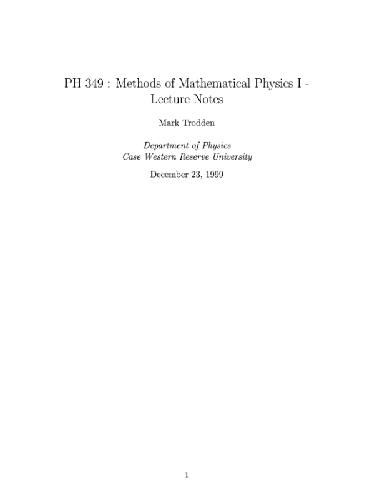 PH 349 : Methods of Mathematical Physics I -
Lecture Notes
Mark Trodden
Department of Physics
Case Western Reserve University
December 23, 1999
1